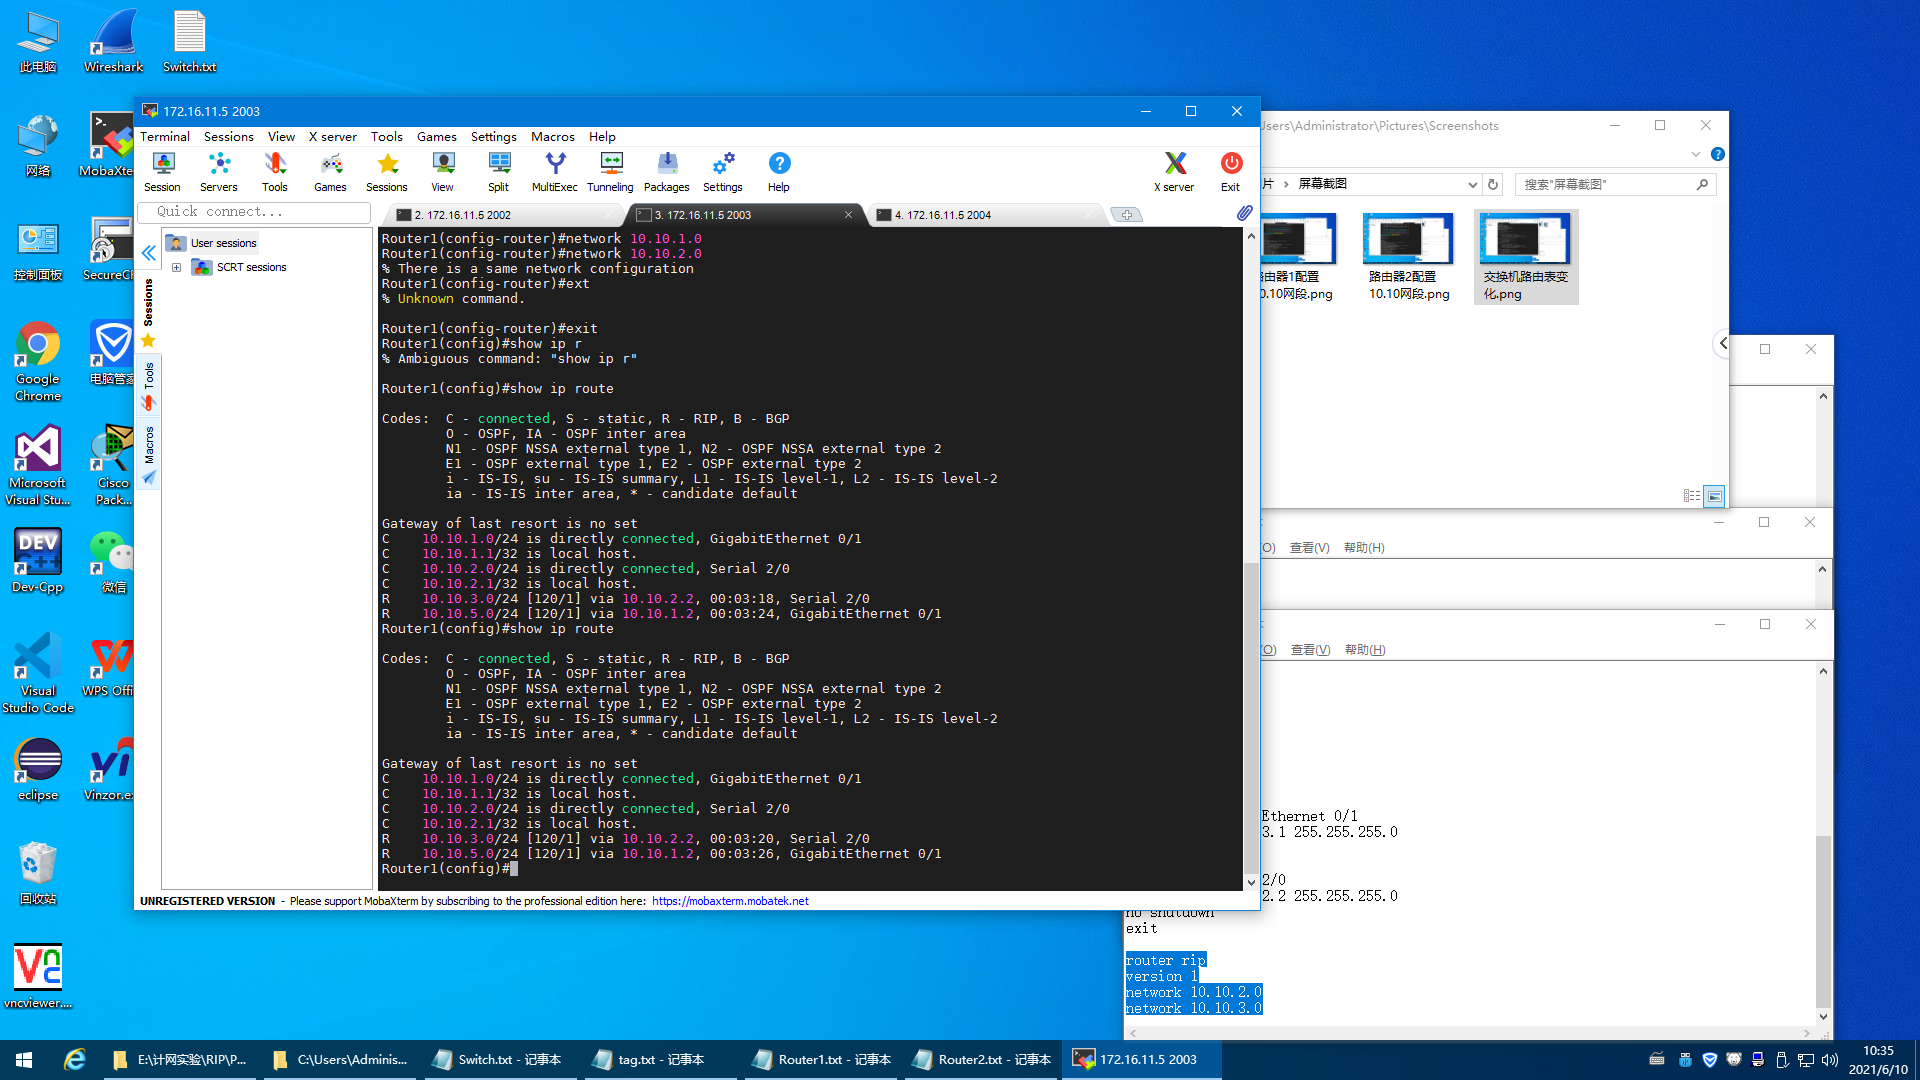 此电脑
Wireshark
Switch.txt
网络
MobaXte
控制面板
SecureC
Google
Chrome
电脑管家
Microsoft
Visual Stu...
Cisco
Pack...
Dev-Cpp
微信
Visual
Studio Code
WPS Offi
eclipse
Vinzor.e
回收站
vncviewer....
172.16.11.5 2003
Terminal Sessions View X server Tools Games Settings Macros Help
Session Servers Tools Games Sessions View Split MultiExec Tunneling Packages Settings Help X server Exit
Quick connect...
2. 172.16.11.5 2002
3. 172.16.11.5 2003
4. 172.16.11.5 2004
User sessions
SCRT sessions
Sessions
Tools
Macros
Router1(config-router)#network 10.10.1.0
Router1(config-router)#network 10.10.2.0
% There is a same network configuration
Router1(config-router)#ext
% Unknown command.
Router1(config-router)#exit
Router1(config)#show ip r
% Ambiguous command: "show ip r"
Router1(config)#show ip route
Codes:  C - connected, S - static, R - RIP, B - BGP
O - OSPF, IA - OSPF inter area
N1 - OSPF NSSA external type 1, N2 - OSPF NSSA external type 2
E1 - OSPF external type 1, E2 - OSPF external type 2
i - IS-IS, su - IS-IS summary, L1 - IS-IS level-1, L2 - IS-IS level-2
ia - IS-IS inter area, * - candidate default
Gateway of last resort is no set
C    10.10.1.0/24 is directly connected, GigabitEthernet 0/1
C    10.10.1.1/32 is local host.
C    10.10.2.0/24 is directly connected, Serial 2/0
C    10.10.2.1/32 is local host.
R    10.10.3.0/24 [120/1] via 10.10.2.2, 00:03:18, Serial 2/0
R    10.10.5.0/24 [120/1] via 10.10.1.2, 00:03:24, GigabitEthernet 0/1
Router1(config)#show ip route
Codes:  C - connected, S - static, R - RIP, B - BGP
O - OSPF, IA - OSPF inter area
N1 - OSPF NSSA external type 1, N2 - OSPF NSSA external type 2
E1 - OSPF external type 1, E2 - OSPF external type 2
i - IS-IS, su - IS-IS summary, L1 - IS-IS level-1, L2 - IS-IS level-2
ia - IS-IS inter area, * - candidate default
Gateway of last resort is no set
C    10.10.1.0/24 is directly connected, GigabitEthernet 0/1
C    10.10.1.1/32 is local host.
C    10.10.2.0/24 is directly connected, Serial 2/0
C    10.10.2.1/32 is local host.
R    10.10.3.0/24 [120/1] via 10.10.2.2, 00:03:20, Serial 2/0
R    10.10.5.0/24 [120/1] via 10.10.1.2, 00:03:26, GigabitEthernet 0/1
Router1(config)#
UNREGISTERED VERSION - Please support MobaXterm by subscribing to the professional edition here: https://mobaxterm.mobatek.net
sers\Administrator\Pictures\Screenshots
片 › 屏幕截图
搜索"屏幕截图"
由器1配置
0.10网段.png
路由器2配置
10.10网段.png
交换机路由表变
化.png
(O) 查看(V) 帮助(H)
(O) 查看(V) 帮助(H)
Ethernet 0/1
3.1 255.255.255.0
2/0
2.2 255.255.255.0
no shutdown
exit
router rip
version 1
network 10.10.2.0
network 10.10.3.0
E:\计网实验\RIP\P...
C:\Users\Adminis...
Switch.txt - 记事本
tag.txt - 记事本
Router1.txt - 记事本
Router2.txt - 记事本
172.16.11.5 2003
10:35
2021/6/10